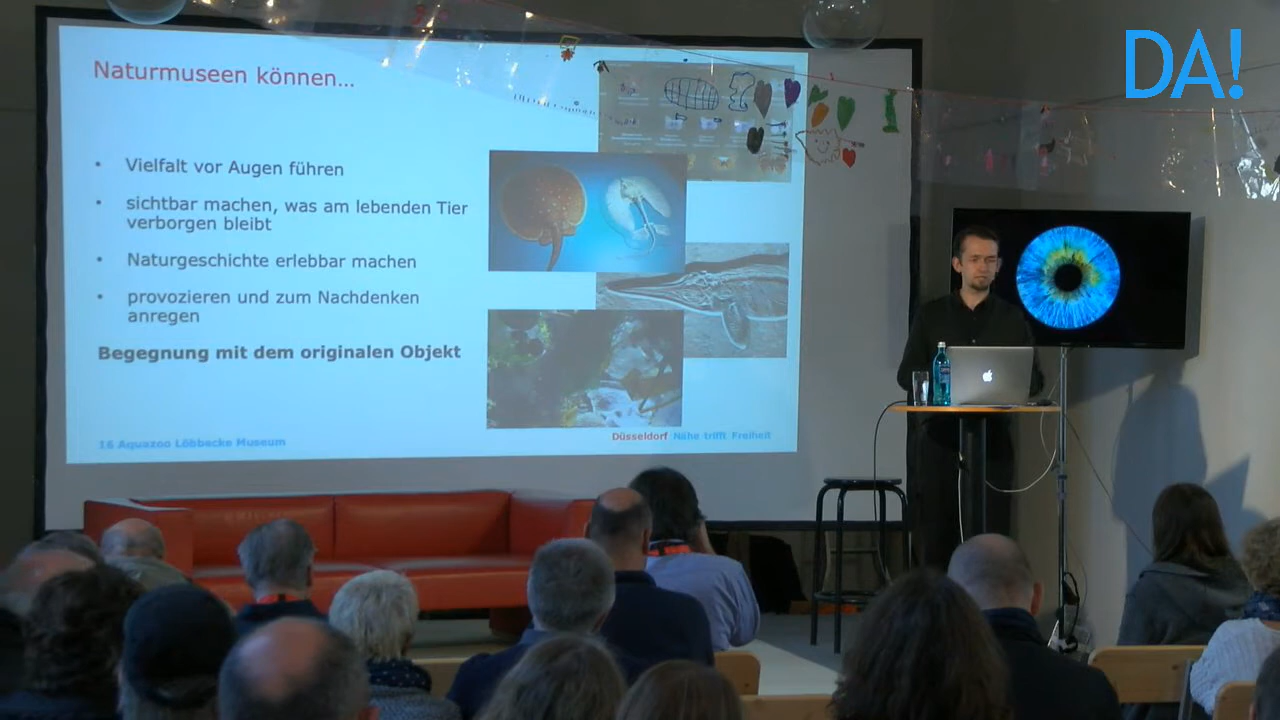 DA!
Naturmuseen können...
• Vielfalt vor Augen führen
• sichtbar machen, was am lebenden Tier
verborgen bleibt
• Naturgeschichte erlebbar machen
• provozieren und zum Nachdenken
anregen
Begegnung mit dem originalen Objekt
16 Aquazoo Löbbecke Museum
Düsseldorf Nähe trifft Freiheit